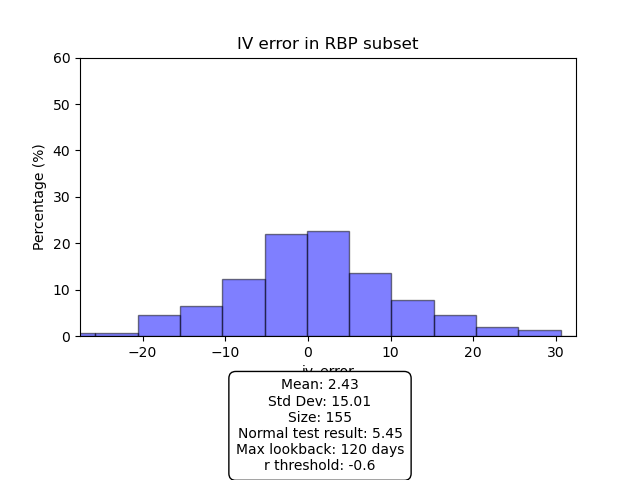 IV error in RBP subset
Percentage (%)
60
50
40
30
20
10
0
−20
−10
0
10
20
30
iv_error
Mean: 2.43
Std Dev: 15.01
Size: 155
Normal test result: 5.45
Max lookback: 120 days
r threshold: -0.6